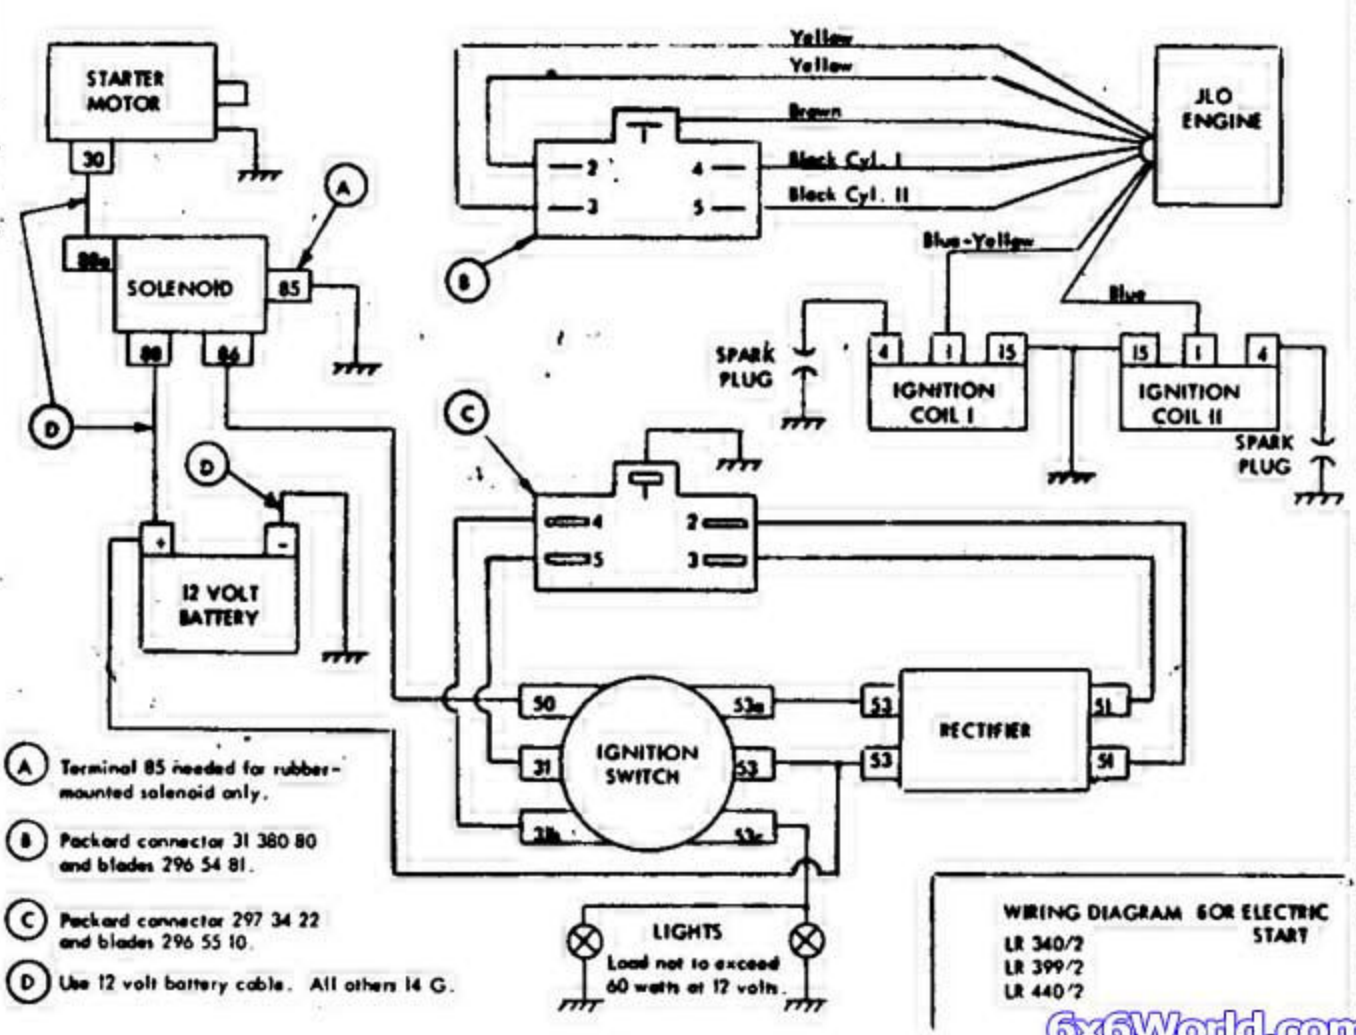 STARTER
MOTOR
30
A
88a
SOLENOID
85
88
86
D
D
+
-
12 VOLT
BATTERY
Yellow
Yellow
Brown
Black Cyl. I
Black Cyl. II
2
4
3
5
B
JLO
ENGINE
Blue-Yellow
Blue
SPARK
PLUG
4
1
15
IGNITION
COIL I
15
1
4
IGNITION
COIL II
SPARK
PLUG
C
4
2
5
3
50
53a
31
IGNITION
SWITCH
53
31b
53c
53
51
RECTIFIER
53
51
LIGHTS
Load not to exceed
60 watts at 12 volts.
A Terminal 85 needed for rubber-
mounted solenoid only.
B Packard connector 31 380 80
and blades 296 54 81.
C Packard connector 297 34 22
and blades 296 55 10.
D Use 12 volt battery cable. All others 14 G.
WIRING DIAGRAM 6OR ELECTRIC
START
LR 340/2
LR 399/2
LR 440/2
6x6World.com